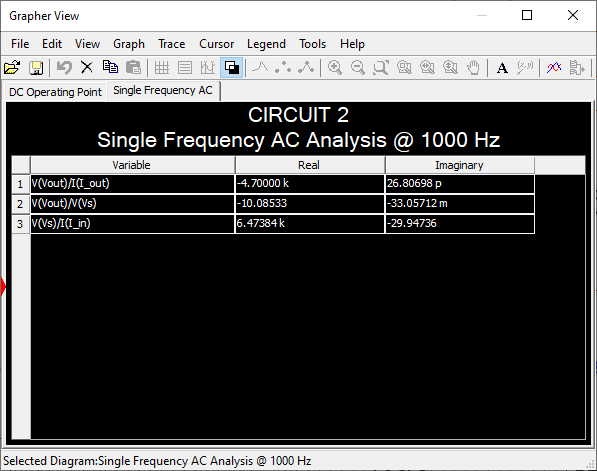 Grapher View
File Edit View Graph Trace Cursor Legend Tools Help
A
DC Operating Point Single Frequency AC
CIRCUIT 2
Single Frequency AC Analysis @ 1000 Hz
Variable Real Imaginary
1 V(Vout)/I(I_out) -4.70000 k 26.80698 p
2 V(Vout)/V(Vs) -10.08533 -33.05712 m
3 V(Vs)/I(I_in) 6.47384 k -29.94736
Selected Diagram:Single Frequency AC Analysis @ 1000 Hz